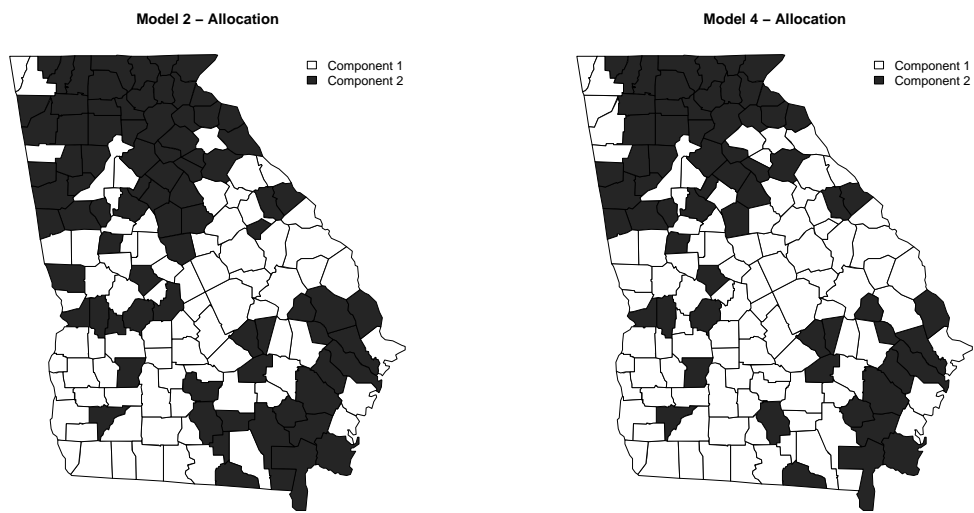 Model 2 – Allocation
Component 1
Component 2
Model 4 – Allocation
Component 1
Component 2